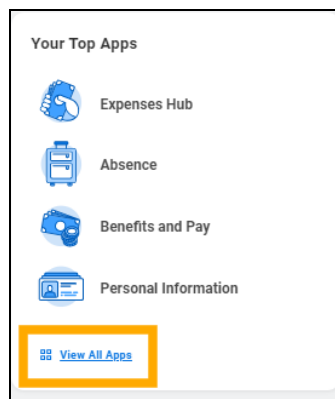 Your Top Apps
Expenses Hub
Absence
Benefits and Pay
Personal Information
View All Apps